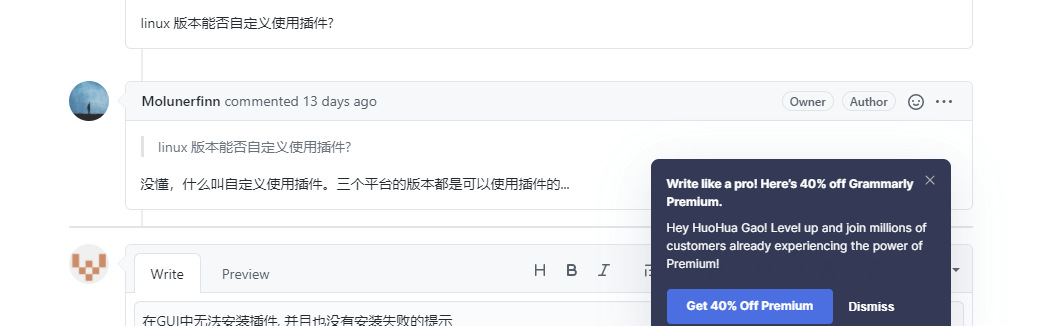 linux 版本能否自定义使用插件?
Molunerfinn commented 13 days ago
Owner
Author
linux 版本能否自定义使用插件?
没懂，什么叫自定义使用插件。三个平台的版本都是可以使用插件的...
Write like a pro! Here's 40% off Grammarly
Premium.
Hey HuoHua Gao! Level up and join millions of
customers already experiencing the power of
Premium!
Get 40% Off Premium
Dismiss
Write
Preview
H B I
在GUI中无法安装插件, 并且也没有安装失败的提示